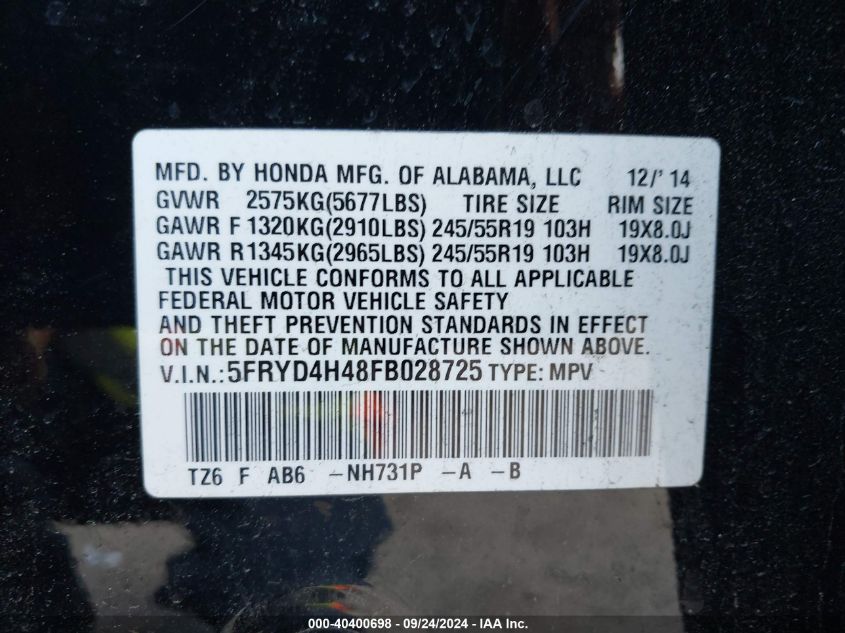 MFD. BY HONDA MFG. OF ALABAMA, LLC 12/' 14
GVWR 2575KG(5677LBS) TIRE SIZE RIM SIZE
GAWR F 1320KG(2910LBS) 245/55R19 103H 19X8.0J
GAWR R1345KG(2965LBS) 245/55R19 103H 19X8.0J
THIS VEHICLE CONFORMS TO ALL APPLICABLE
FEDERAL MOTOR VEHICLE SAFETY
AND THEFT PREVENTION STANDARDS IN EFFECT
ON THE DATE OF MANUFACTURE SHOWN ABOVE.
V.I.N.: 5FRYD4H48FB028725 TYPE: MPV
TZ6 F AB6 -NH731P -A -B
000-40400698 - 09/24/2024 - IAA Inc.